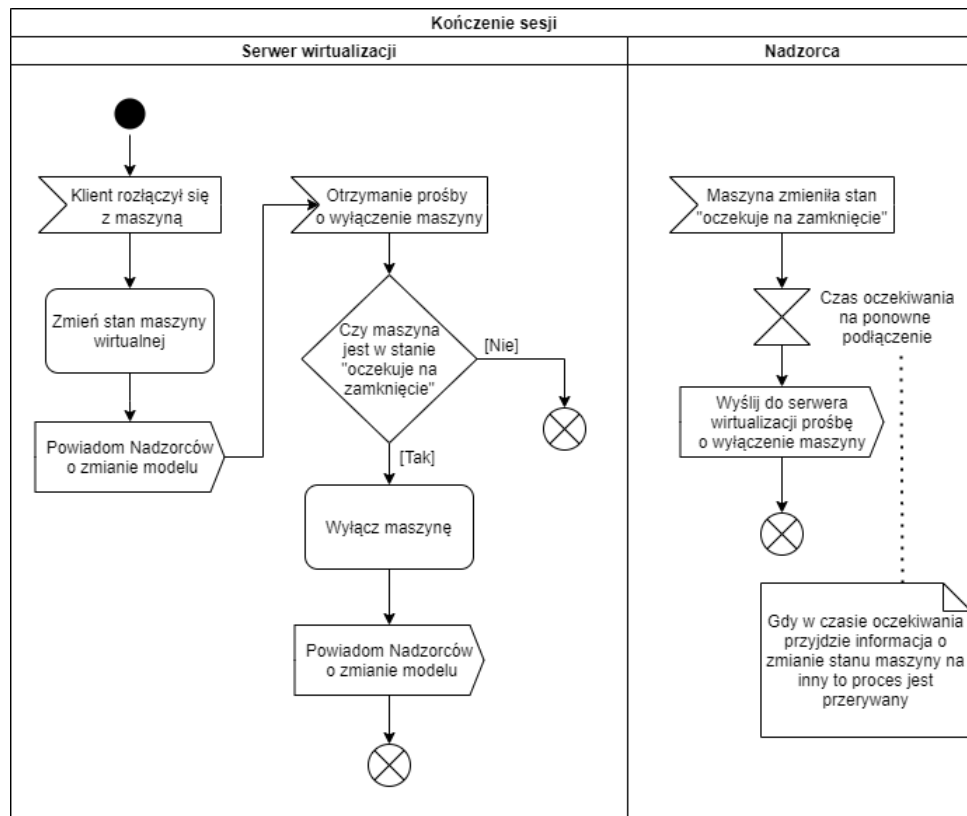 Kończenie sesji
Serwer wirtualizacji
Nadzorca
Klient rozłączył się
z maszyną
Zmień stan maszyny
wirtualnej
Powiadom Nadzorców
o zmianie modelu
Otrzymanie prośby
o wyłączenie maszyny
Czy maszyna
jest w stanie
"oczekuje na
zamknięcie"
[Nie]
[Tak]
Wyłącz maszynę
Powiadom Nadzorców
o zmianie modelu
Maszyna zmieniła stan
"oczekuje na zamknięcie"
Czas oczekiwania
na ponowne
podłączenie
Wyślij do serwera
wirtualizacji prośbę
o wyłączenie maszyny
Gdy w czasie oczekiwania
przyjdzie informacja o
zmianie stanu maszyny na
inny to proces jest
przerywany